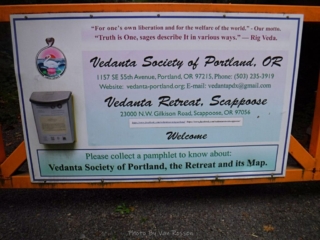 "For one's own liberation and for the welfare of the world." - Our motto.
"Truth is One, sages describe It in various ways." — Rig Veda.
Vedanta Society of Portland, OR
1157 SE 55th Avenue, Portland, OR 97215, Phone: (503) 235-3919
Website: vedanta-portland.org, E-mail: vedantapdx@gmail.com
Vedanta Retreat, Scappoose
23000 N.W. Gilkison Road, Scappoose, OR 97056
Welcome
Please collect a pamphlet to know about:
Vedanta Society of Portland, the Retreat and its Map.
Photo By Van Reisen